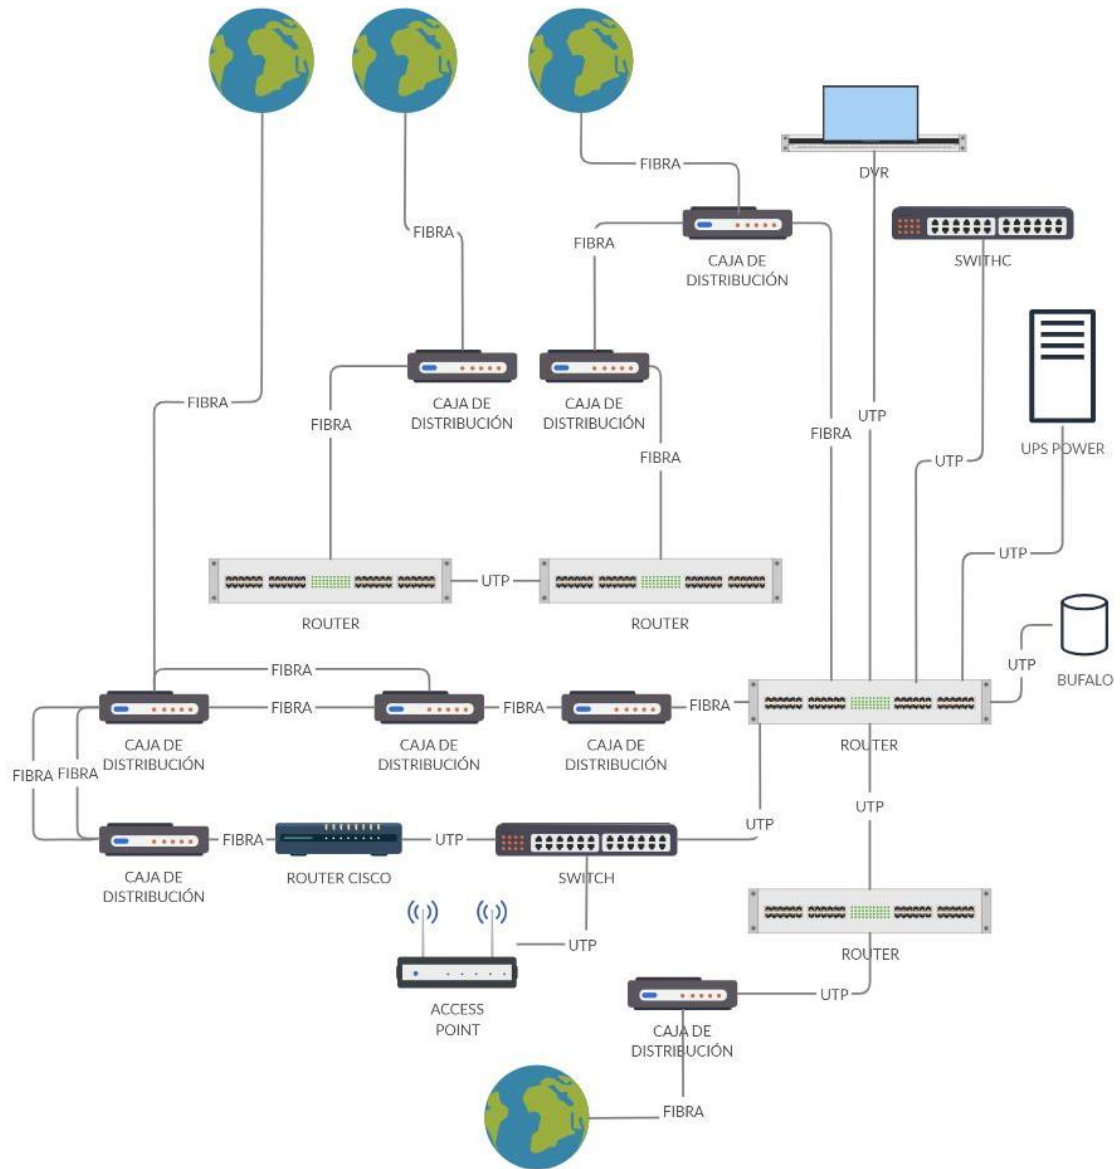 FIBRA
DVR
FIBRA
FIBRA
SWITHC
CAJA DE
DISTRIBUCIÓN
FIBRA
CAJA DE
DISTRIBUCIÓN
CAJA DE
DISTRIBUCIÓN
FIBRA
UTP
FIBRA
FIBRA
UTP
UPS POWER
FIBRA
UTP
UTP
ROUTER
ROUTER
FIBRA
UTP
BUFALO
FIBRA
FIBRA
FIBRA
CAJA DE
DISTRIBUCIÓN
CAJA DE
DISTRIBUCIÓN
CAJA DE
DISTRIBUCIÓN
ROUTER
FIBRA
FIBRA
UTP
UTP
FIBRA
UTP
CAJA DE
DISTRIBUCIÓN
ROUTER CISCO
SWITCH
UTP
ROUTER
UTP
ACCESS
POINT
CAJA DE
DISTRIBUCIÓN
FIBRA